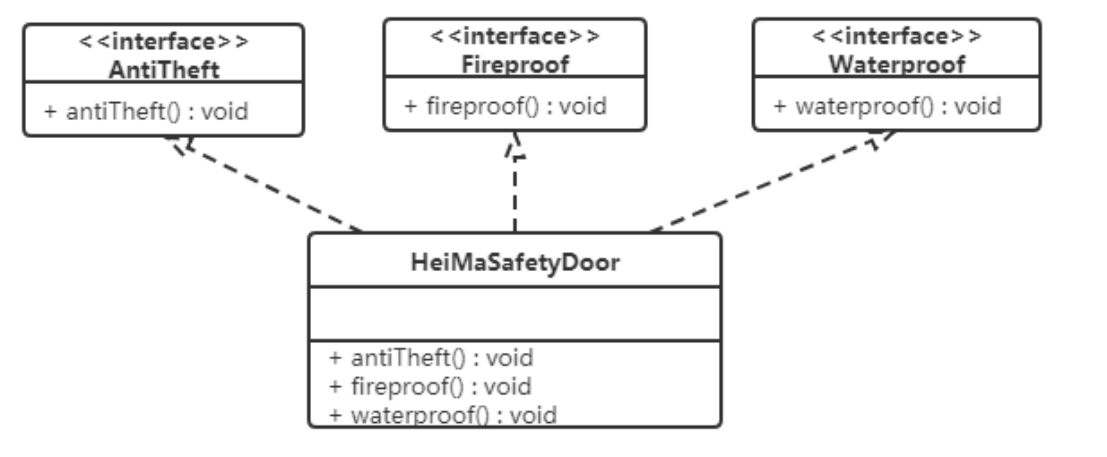 <<interface>>
AntiTheft
+ antiTheft() : void
<<interface>>
Fireproof
+ fireproof() : void
<<interface>>
Waterproof
+ waterproof() : void
HeiMaSafetyDoor
+ antiTheft() : void
+ fireproof() : void
+ waterproof() : void